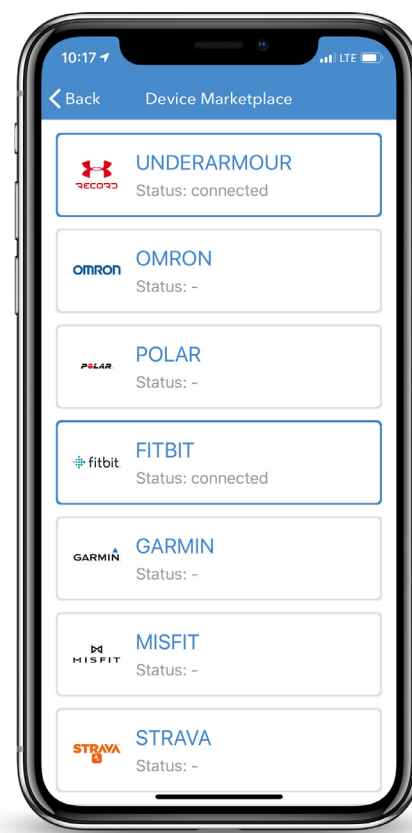 10:17 LTE
Back Device Marketplace
UNDERARMOUR
RECORD
Status: connected
OMRON
OMRON
Status: -
POLAR
POLAR.
Status: -
FITBIT
fitbit.
Status: connected
GARMIN
GARMIN.
Status: -
MISFIT
MISFIT
Status: -
STRAVA
STRAVA
Status: -